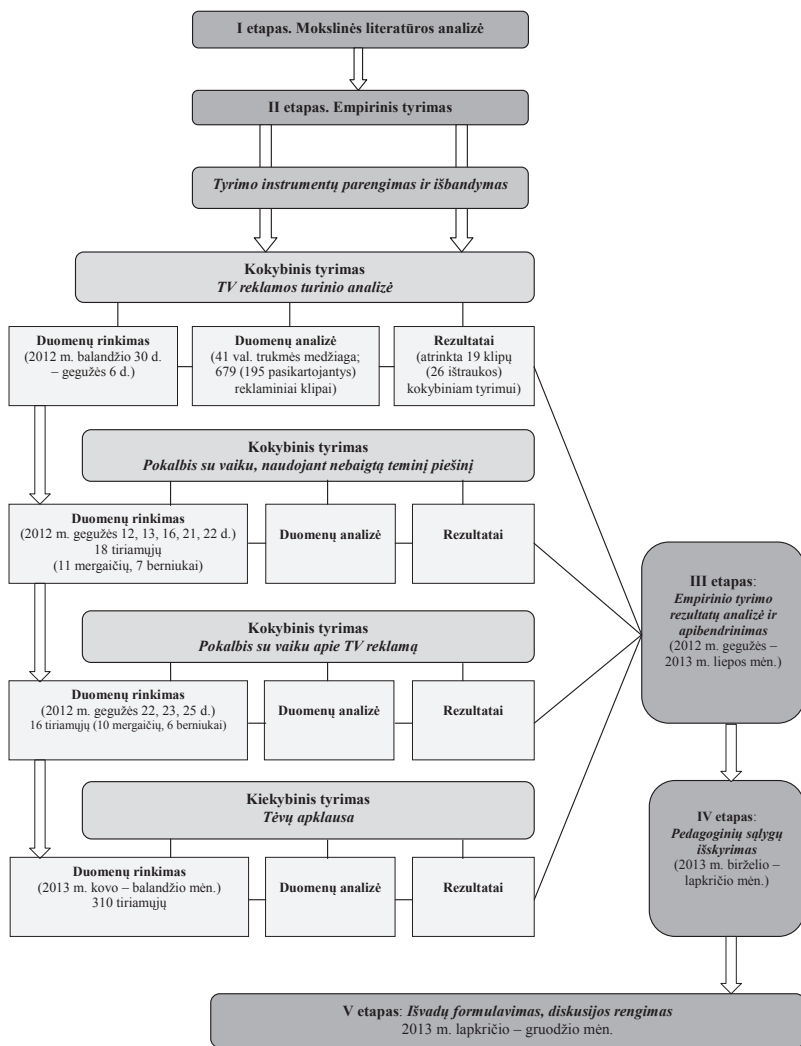 I etapas. Mokslinės literatūros analizė
II etapas. Empirinis tyrimas
Tyrimo instrumentų parengimas ir išbandymas
Kokybinis tyrimas
TV reklamos turinio analizė
Duomenų rinkimas
(2012 m. balandžio 30 d.
– gegužės 6 d.)
Duomenų analizė
(41 val. trukmės medžiaga;
679 (195 pasikartojantys)
reklaminiai klipai)
Rezultatai
(atrinkta 19 klipų
(26 ištraukos)
kokybiniam tyrimui)
Kokybinis tyrimas
Pokalbis su vaiku, naudojant nebaigtą teminį piešinį
Duomenų rinkimas
(2012 m. gegužės 12, 13, 16, 21, 22 d.)
18 tiriamųjų
(11 mergaičių, 7 berniukai)
Duomenų analizė
Rezultatai
Kokybinis tyrimas
Pokalbis su vaiku apie TV reklamą
Duomenų rinkimas
(2012 m. gegužės 22, 23, 25 d.)
16 tiriamųjų (10 mergaičių, 6 berniukai)
Duomenų analizė
Rezultatai
Kiekybinis tyrimas
Tėvų apklausa
Duomenų rinkimas
(2013 m. kovo – balandžio mėn.)
310 tiriamųjų
Duomenų analizė
Rezultatai
III etapas:
Empirinio tyrimo
rezultatų analizė ir
apibendrinimas
(2012 m. gegužės –
2013 m. liepos mėn.)
IV etapas:
Pedagoginių sąlygų
išskyrimas
(2013 m. birželio –
lapkričio mėn.)
V etapas: Išvadų formulavimas, diskusijos rengimas
2013 m. lapkričio – gruodžio mėn.